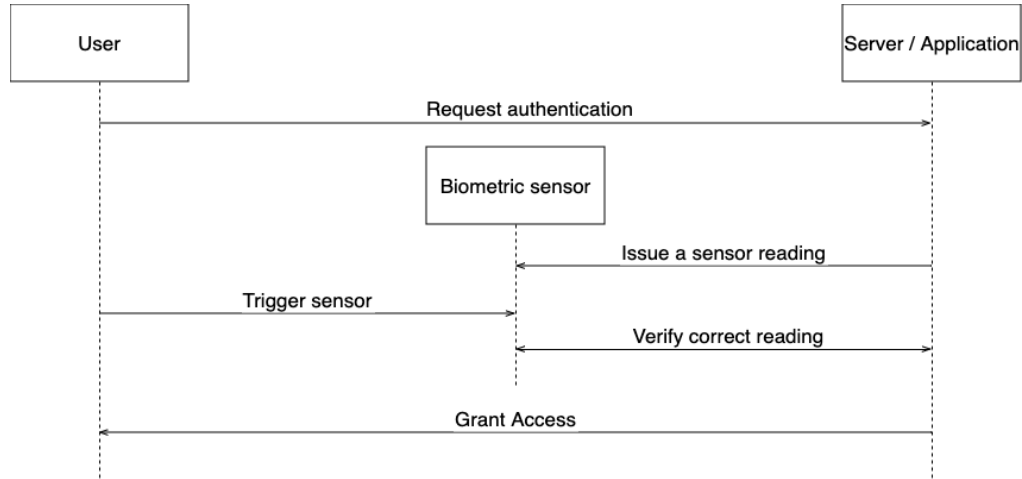 User
Server / Application
Request authentication
Biometric sensor
Issue a sensor reading
Trigger sensor
Verify correct reading
Grant Access